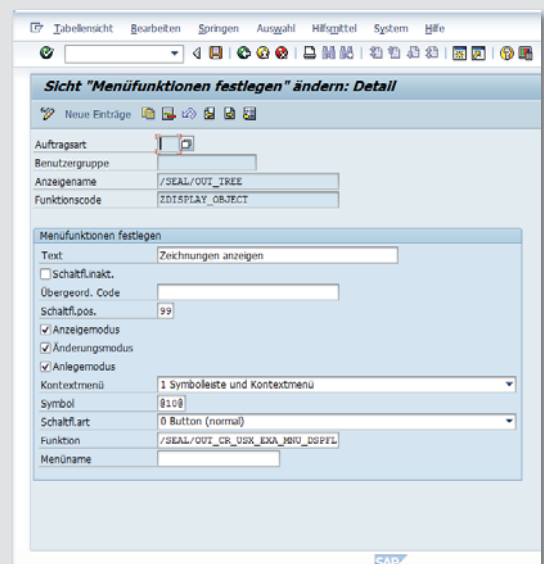 Tabellensicht Bearbeiten Springen Auswahl Hilfsmittel System Hilfe
Sicht "Menüfunktionen festlegen" ändern: Detail
Neue Einträge
Auftragsart
Benutzergruppe
Anzeigename /SEAL/OUT_TREE
Funktionscode ZDISPLAY_OBJECT
Menüfunktionen festlegen
Text Zeichnungen anzeigen
Schaltfl.inakt.
Übergeord. Code
Schaltfl.pos. 99
Anzeigemodus
Änderungsmodus
Anlegemodus
Kontextmenü 1 Symbolleiste und Kontextmenü
Symbol @10@
Schaltfl.art 0 Button (normal)
Funktion /SEAL/OUT_CR_USX_EXA_MNU_DSPFL
Menüname
SAP